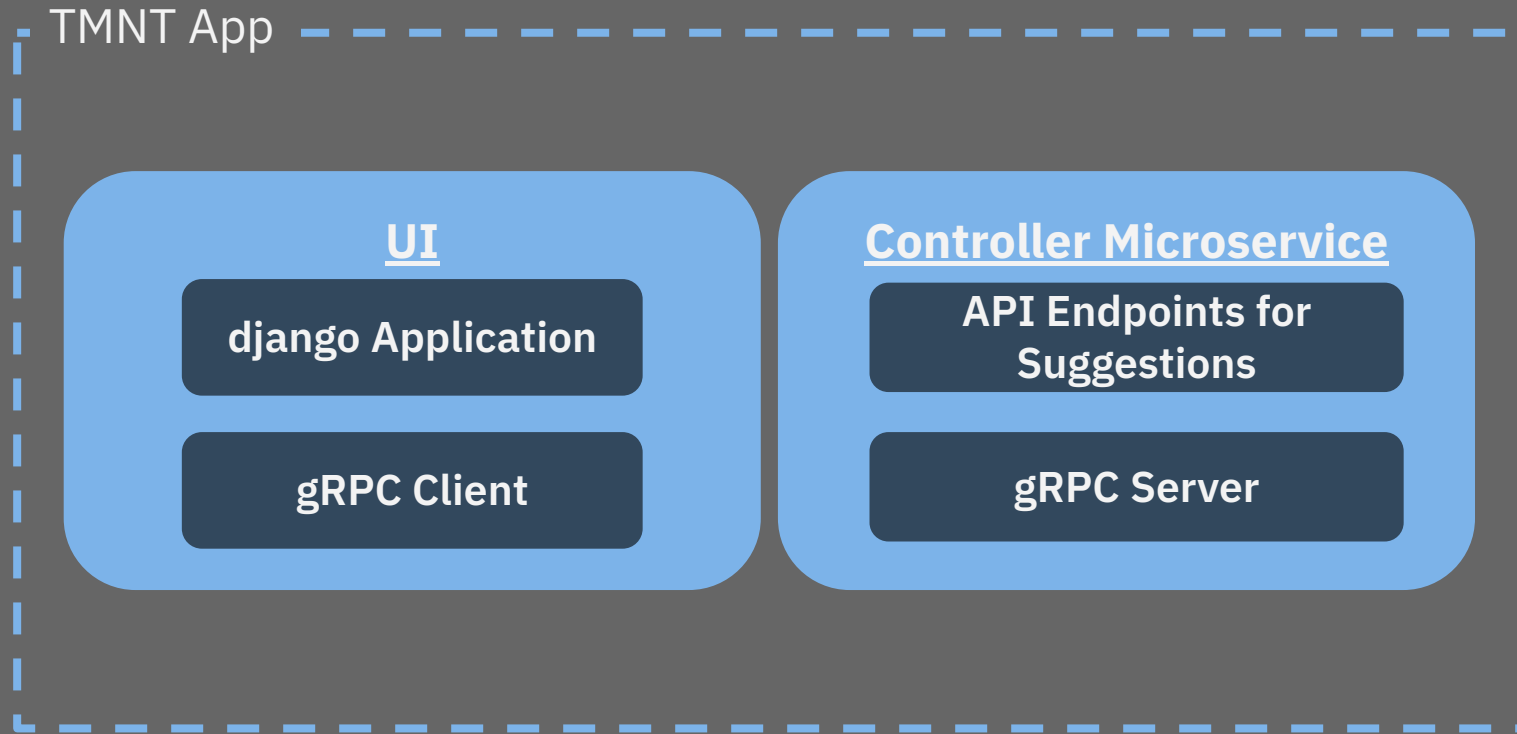 TMNT App
UI
django Application
gRPC Client
Controller Microservice
API Endpoints for
Suggestions
gRPC Server